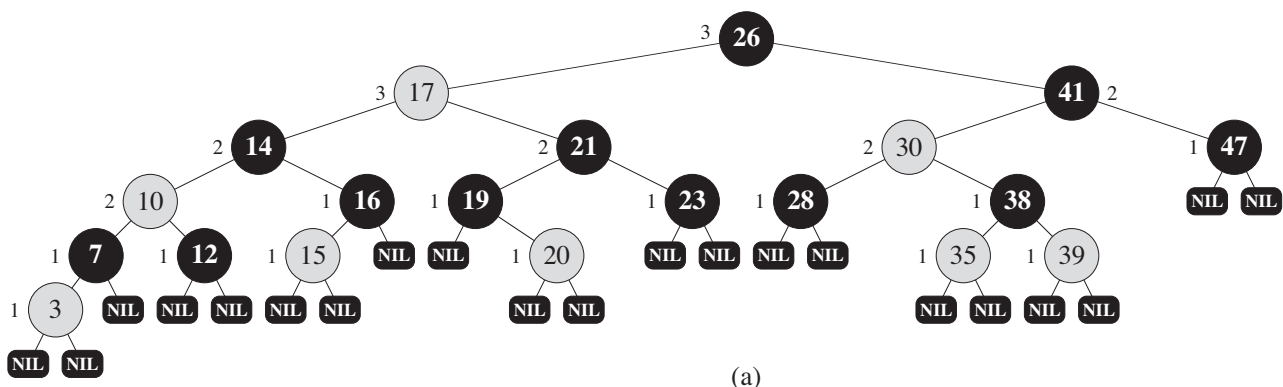 3 26
3 17 41 2
2 14 2 21 2 30 1 47
2 10 1 16 1 19 1 23 1 28 1 38 NIL NIL
1 7 1 12 1 15 NIL NIL 1 20 NIL NIL NIL NIL 1 35 1 39
1 3 NIL NIL NIL NIL NIL NIL NIL NIL NIL NIL NIL
NIL NIL
(a)